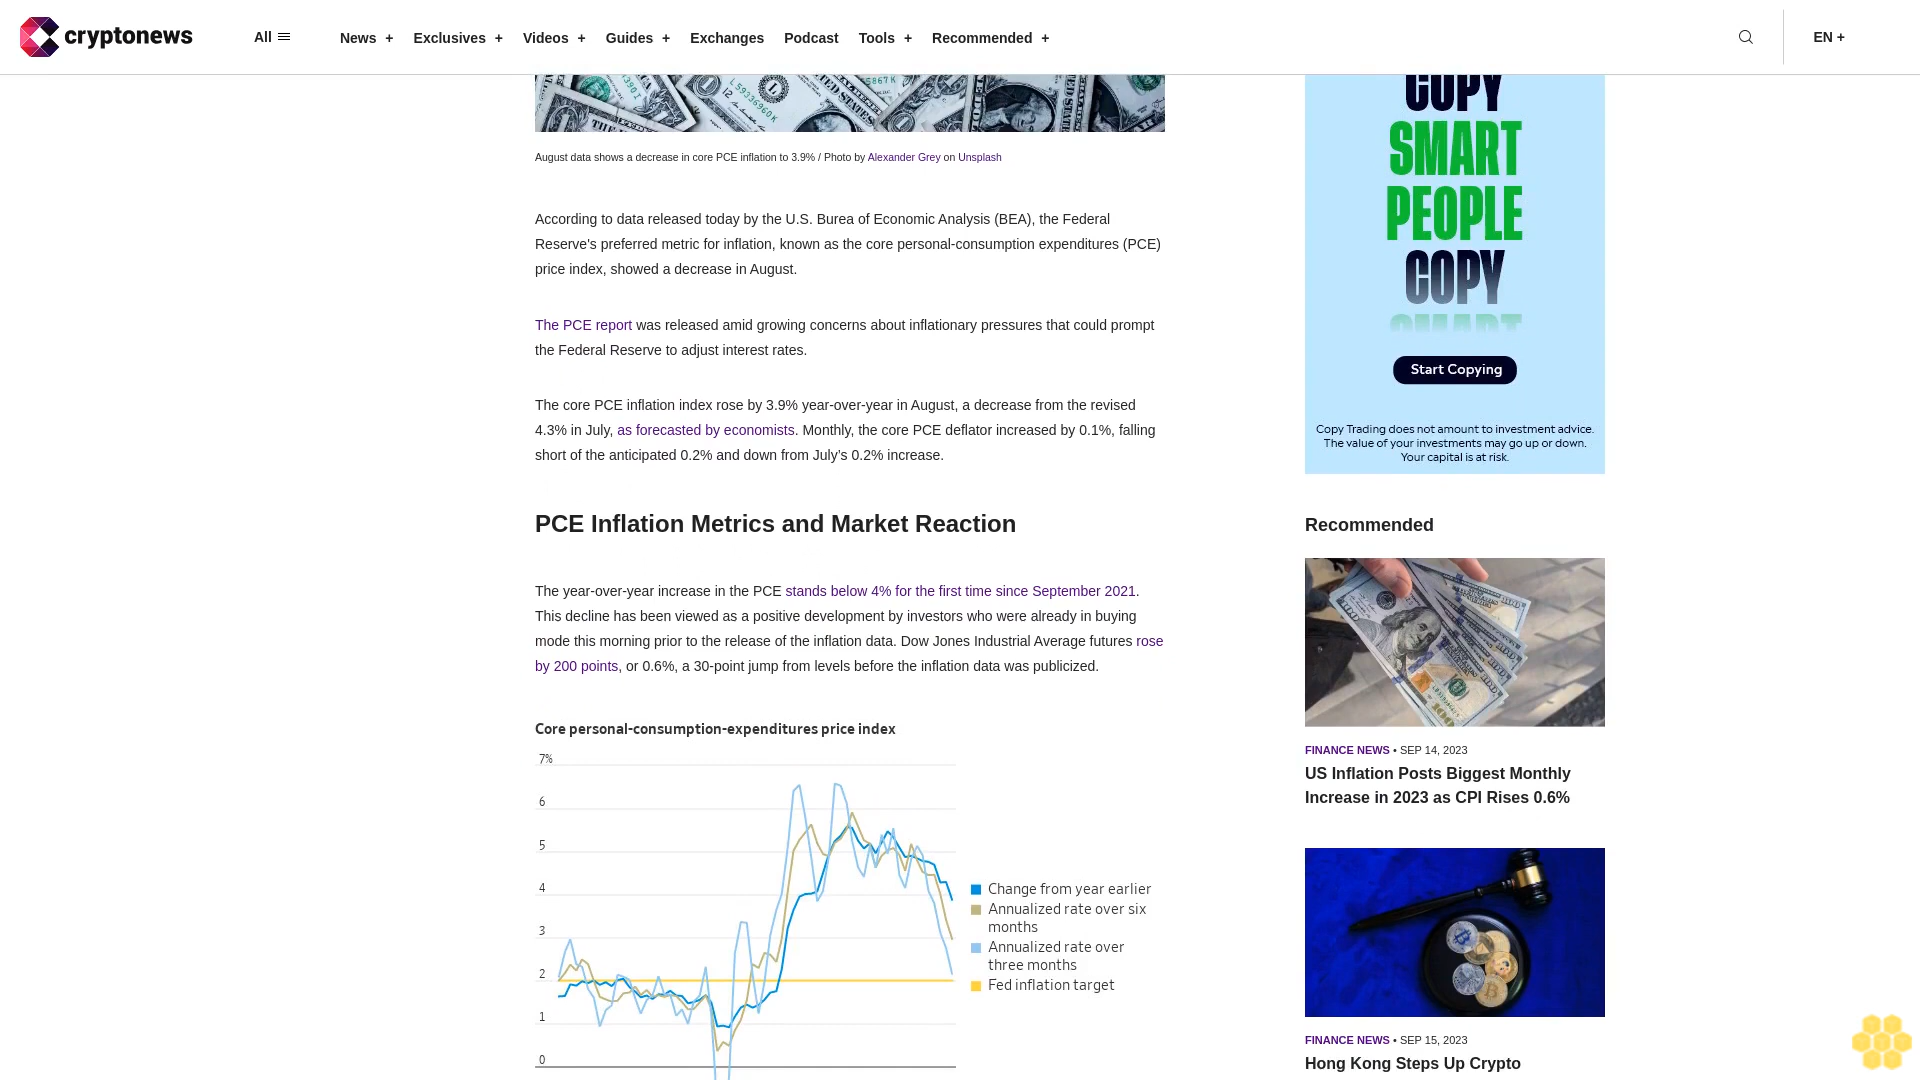 cryptonews
All
News +
Exclusives +
Videos +
Guides +
Exchanges
Podcast
Tools +
Recommended +
EN +
August data shows a decrease in core PCE inflation to 3.9% / Photo by Alexander Grey on Unsplash
According to data released today by the U.S. Burea of Economic Analysis (BEA), the Federal
Reserve's preferred metric for inflation, known as the core personal-consumption expenditures (PCE)
price index, showed a decrease in August.
The PCE report was released amid growing concerns about inflationary pressures that could prompt
the Federal Reserve to adjust interest rates.
The core PCE inflation index rose by 3.9% year-over-year in August, a decrease from the revised
4.3% in July, as forecasted by economists. Monthly, the core PCE deflator increased by 0.1%, falling
short of the anticipated 0.2% and down from July's 0.2% increase.
PCE Inflation Metrics and Market Reaction
The year-over-year increase in the PCE stands below 4% for the first time since September 2021.
This decline has been viewed as a positive development by investors who were already in buying
mode this morning prior to the release of the inflation data. Dow Jones Industrial Average futures rose
by 200 points, or 0.6%, a 30-point jump from levels before the inflation data was publicized.
Core personal-consumption-expenditures price index
7%
6
5
4
3
2
1
0
Change from year earlier
Annualized rate over six
months
Annualized rate over
three months
Fed inflation target
COPY
SMART
PEOPLE
COPY
SMART
Start Copying
Copy Trading does not amount to investment advice.
The value of your investments may go up or down.
Your capital is at risk.
Recommended
FINANCE NEWS • SEP 14, 2023
US Inflation Posts Biggest Monthly
Increase in 2023 as CPI Rises 0.6%
FINANCE NEWS • SEP 15, 2023
Hong Kong Steps Up Crypto